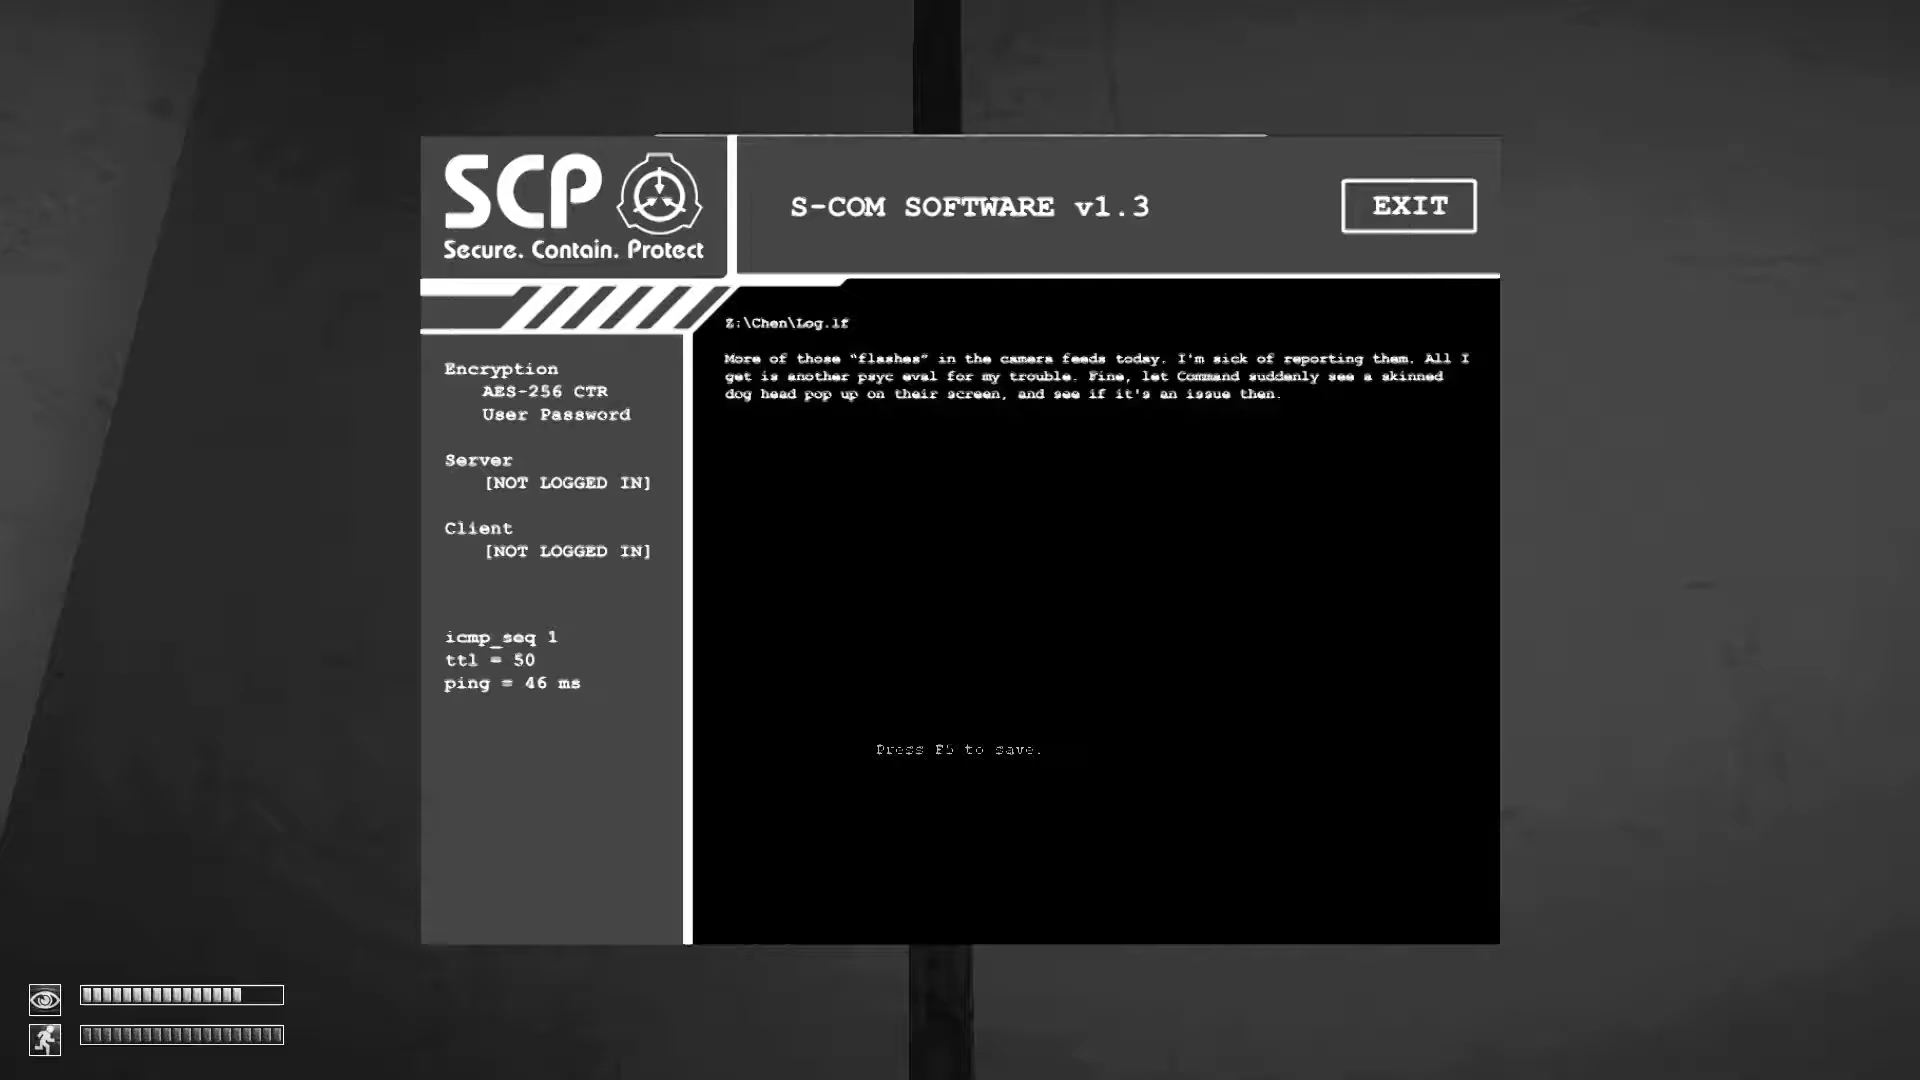 SCP
Secure. Contain. Protect
S-COM SOFTWARE v1.3
EXIT
Z:\Chen\Log.lf
More of those "flashes" in the camera feeds today. I'm sick of reporting them. All I
get is another psyc eval for my trouble. Fine, let Command suddenly see a skinned
dog head pop up on their screen, and see if it's an issue then.
Encryption
AES-256 CTR
User Password
Server
[NOT LOGGED IN]
Client
[NOT LOGGED IN]
icmp_seq 1
ttl = 50
ping = 46 ms
Press F5 to save.